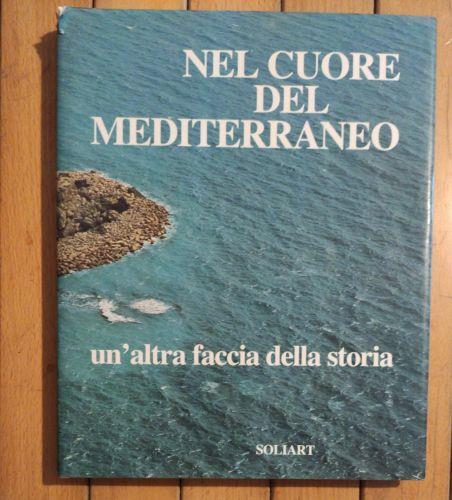 NEL CUORE
DEL
MEDITERRANEO
un'altra faccia della storia
SOLIART